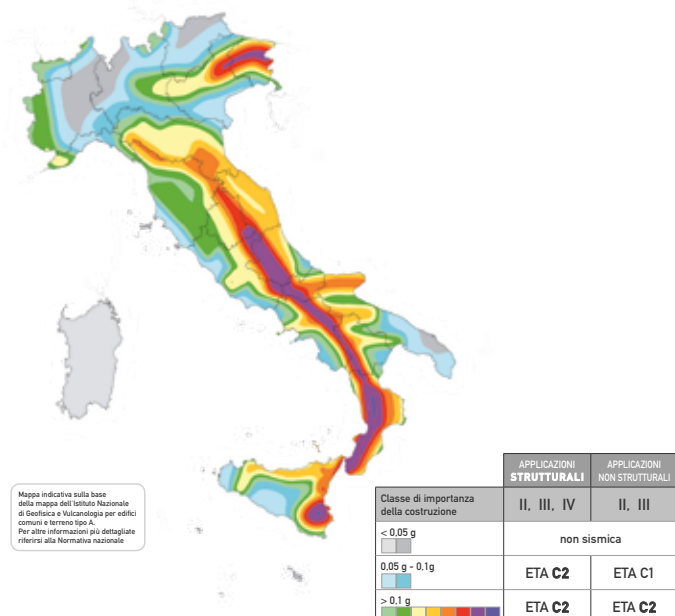 Mappa indicativa sulla base
della mappa dell'Istituto Nazionale
di Geofisica e Vulcanologia per edifici
comuni e terreno tipo A.
Per altre informazioni più dettagliate
riferirsi alla Normativa nazionale
APPLICAZIONI
STRUTTURALI
APPLICAZIONI
NON STRUTTURALI
Classe di importanza
della costruzione
II, III, IV
II, III
< 0,05 g
non sismica
0,05 g - 0,1g
ETA C2
ETA C1
> 0,1 g
ETA C2
ETA C2